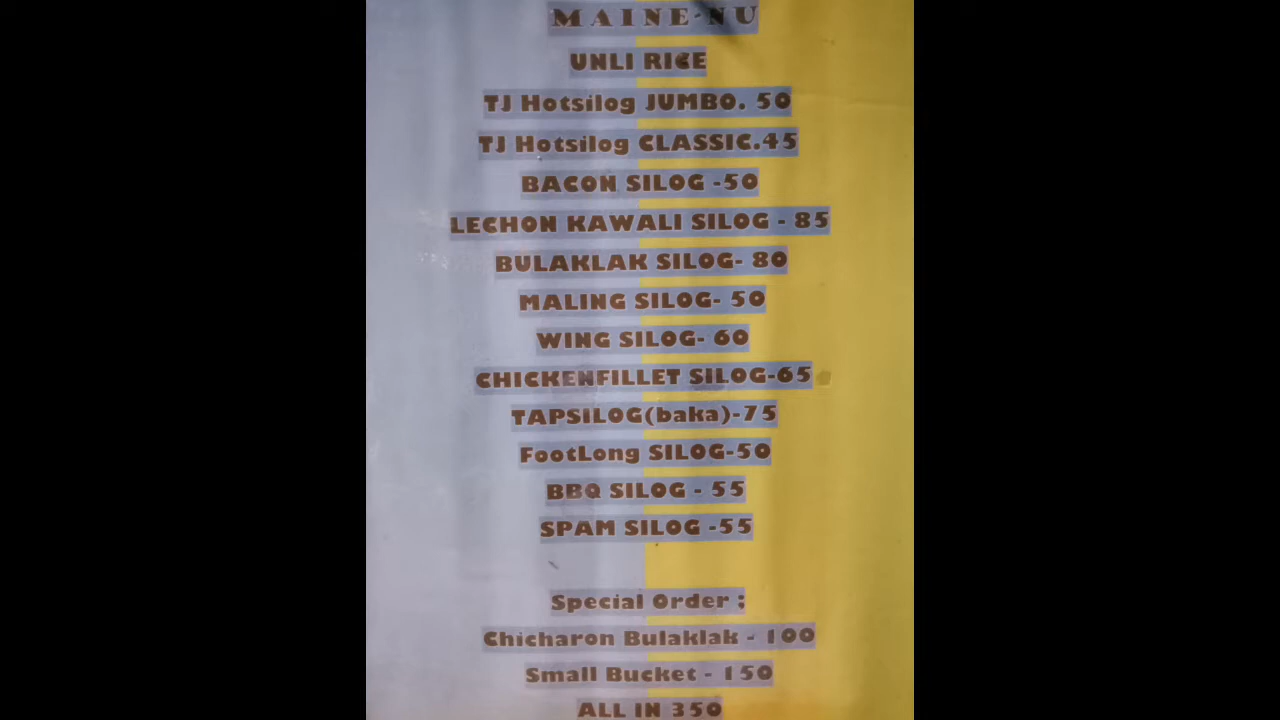 MAINE-NU
UNLI RICE
TJ Hotsilog JUMBO. 50
TJ Hotsilog CLASSIC.45
BACON SILOG -50
LECHON KAWALI SILOG - 85
BULAKLAK SILOG- 80
MALING SILOG- 50
WING SILOG- 60
CHICKENFILLET SILOG-65
TAPSILOG(baka)-75
FootLong SILOG-50
BBQ SILOG - 55
SPAM SILOG -55
Special Order ;
Chicharon Bulaklak - 100
Small Bucket - 150
ALL IN 350